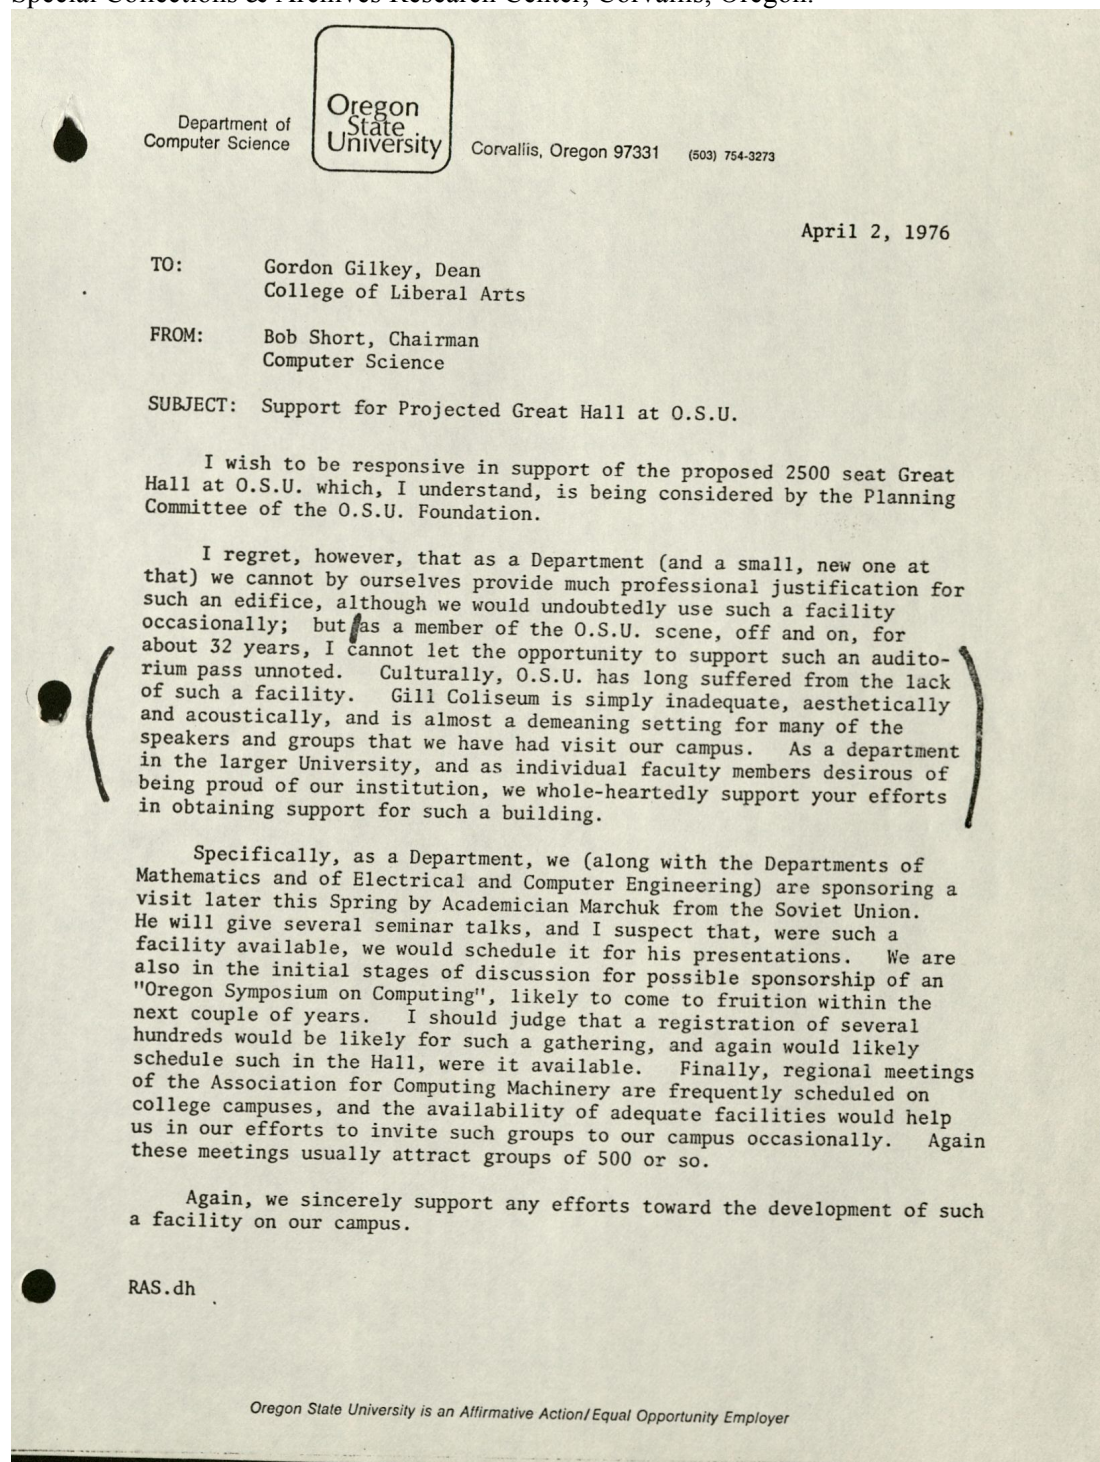 Special Collections & Archives Research Center, Corvallis, Oregon.
Department of
Computer Science
Oregon
State
University
Corvallis, Oregon 97331 (503) 754-3273
April 2, 1976
TO: Gordon Gilkey, Dean
College of Liberal Arts
FROM: Bob Short, Chairman
Computer Science
SUBJECT: Support for Projected Great Hall at O.S.U.
I wish to be responsive in support of the proposed 2500 seat Great
Hall at O.S.U. which, I understand, is being considered by the Planning
Committee of the O.S.U. Foundation.
I regret, however, that as a Department (and a small, new one at
that) we cannot by ourselves provide much professional justification for
such an edifice, although we would undoubtedly use such a facility
occasionally; but as a member of the O.S.U. scene, off and on, for
about 32 years, I cannot let the opportunity to support such an audito-
rium pass unnoted. Culturally, O.S.U. has long suffered from the lack
of such a facility. Gill Coliseum is simply inadequate, aesthetically
and acoustically, and is almost a demeaning setting for many of the
speakers and groups that we have had visit our campus. As a department
in the larger University, and as individual faculty members desirous of
being proud of our institution, we whole-heartedly support your efforts
in obtaining support for such a building.
Specifically, as a Department, we (along with the Departments of
Mathematics and of Electrical and Computer Engineering) are sponsoring a
visit later this Spring by Academician Marchuk from the Soviet Union.
He will give several seminar talks, and I suspect that, were such a
facility available, we would schedule it for his presentations. We are
also in the initial stages of discussion for possible sponsorship of an
"Oregon Symposium on Computing", likely to come to fruition within the
next couple of years. I should judge that a registration of several
hundreds would be likely for such a gathering, and again would likely
schedule such in the Hall, were it available. Finally, regional meetings
of the Association for Computing Machinery are frequently scheduled on
college campuses, and the availability of adequate facilities would help
us in our efforts to invite such groups to our campus occasionally. Again
these meetings usually attract groups of 500 or so.
Again, we sincerely support any efforts toward the development of such
a facility on our campus.
RAS.dh
Oregon State University is an Affirmative Action/Equal Opportunity Employer